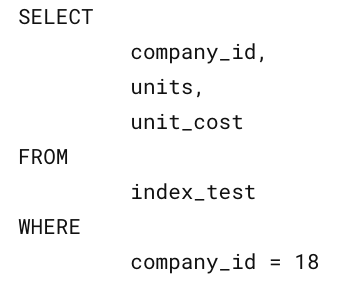 SELECT
company_id,
units,
unit_cost
FROM
index_test
WHERE
company_id = 18